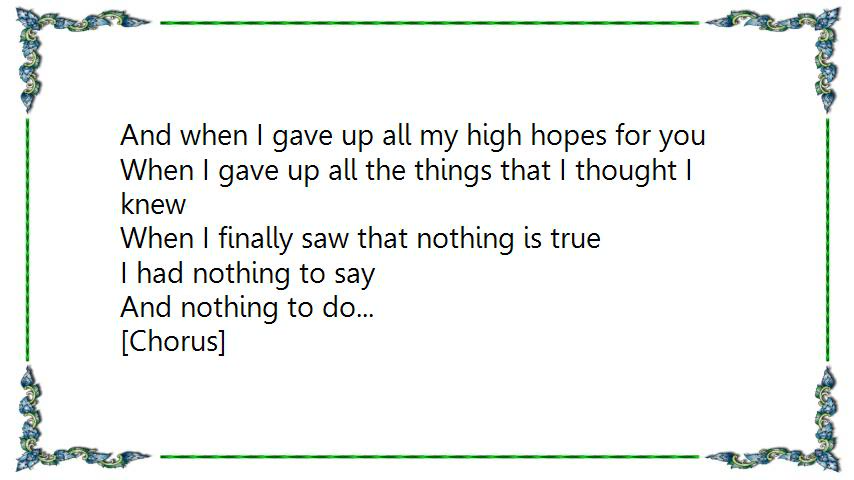 And when I gave up all my high hopes for you
When I gave up all the things that I thought I
knew
When I finally saw that nothing is true
I had nothing to say
And nothing to do...
[Chorus]